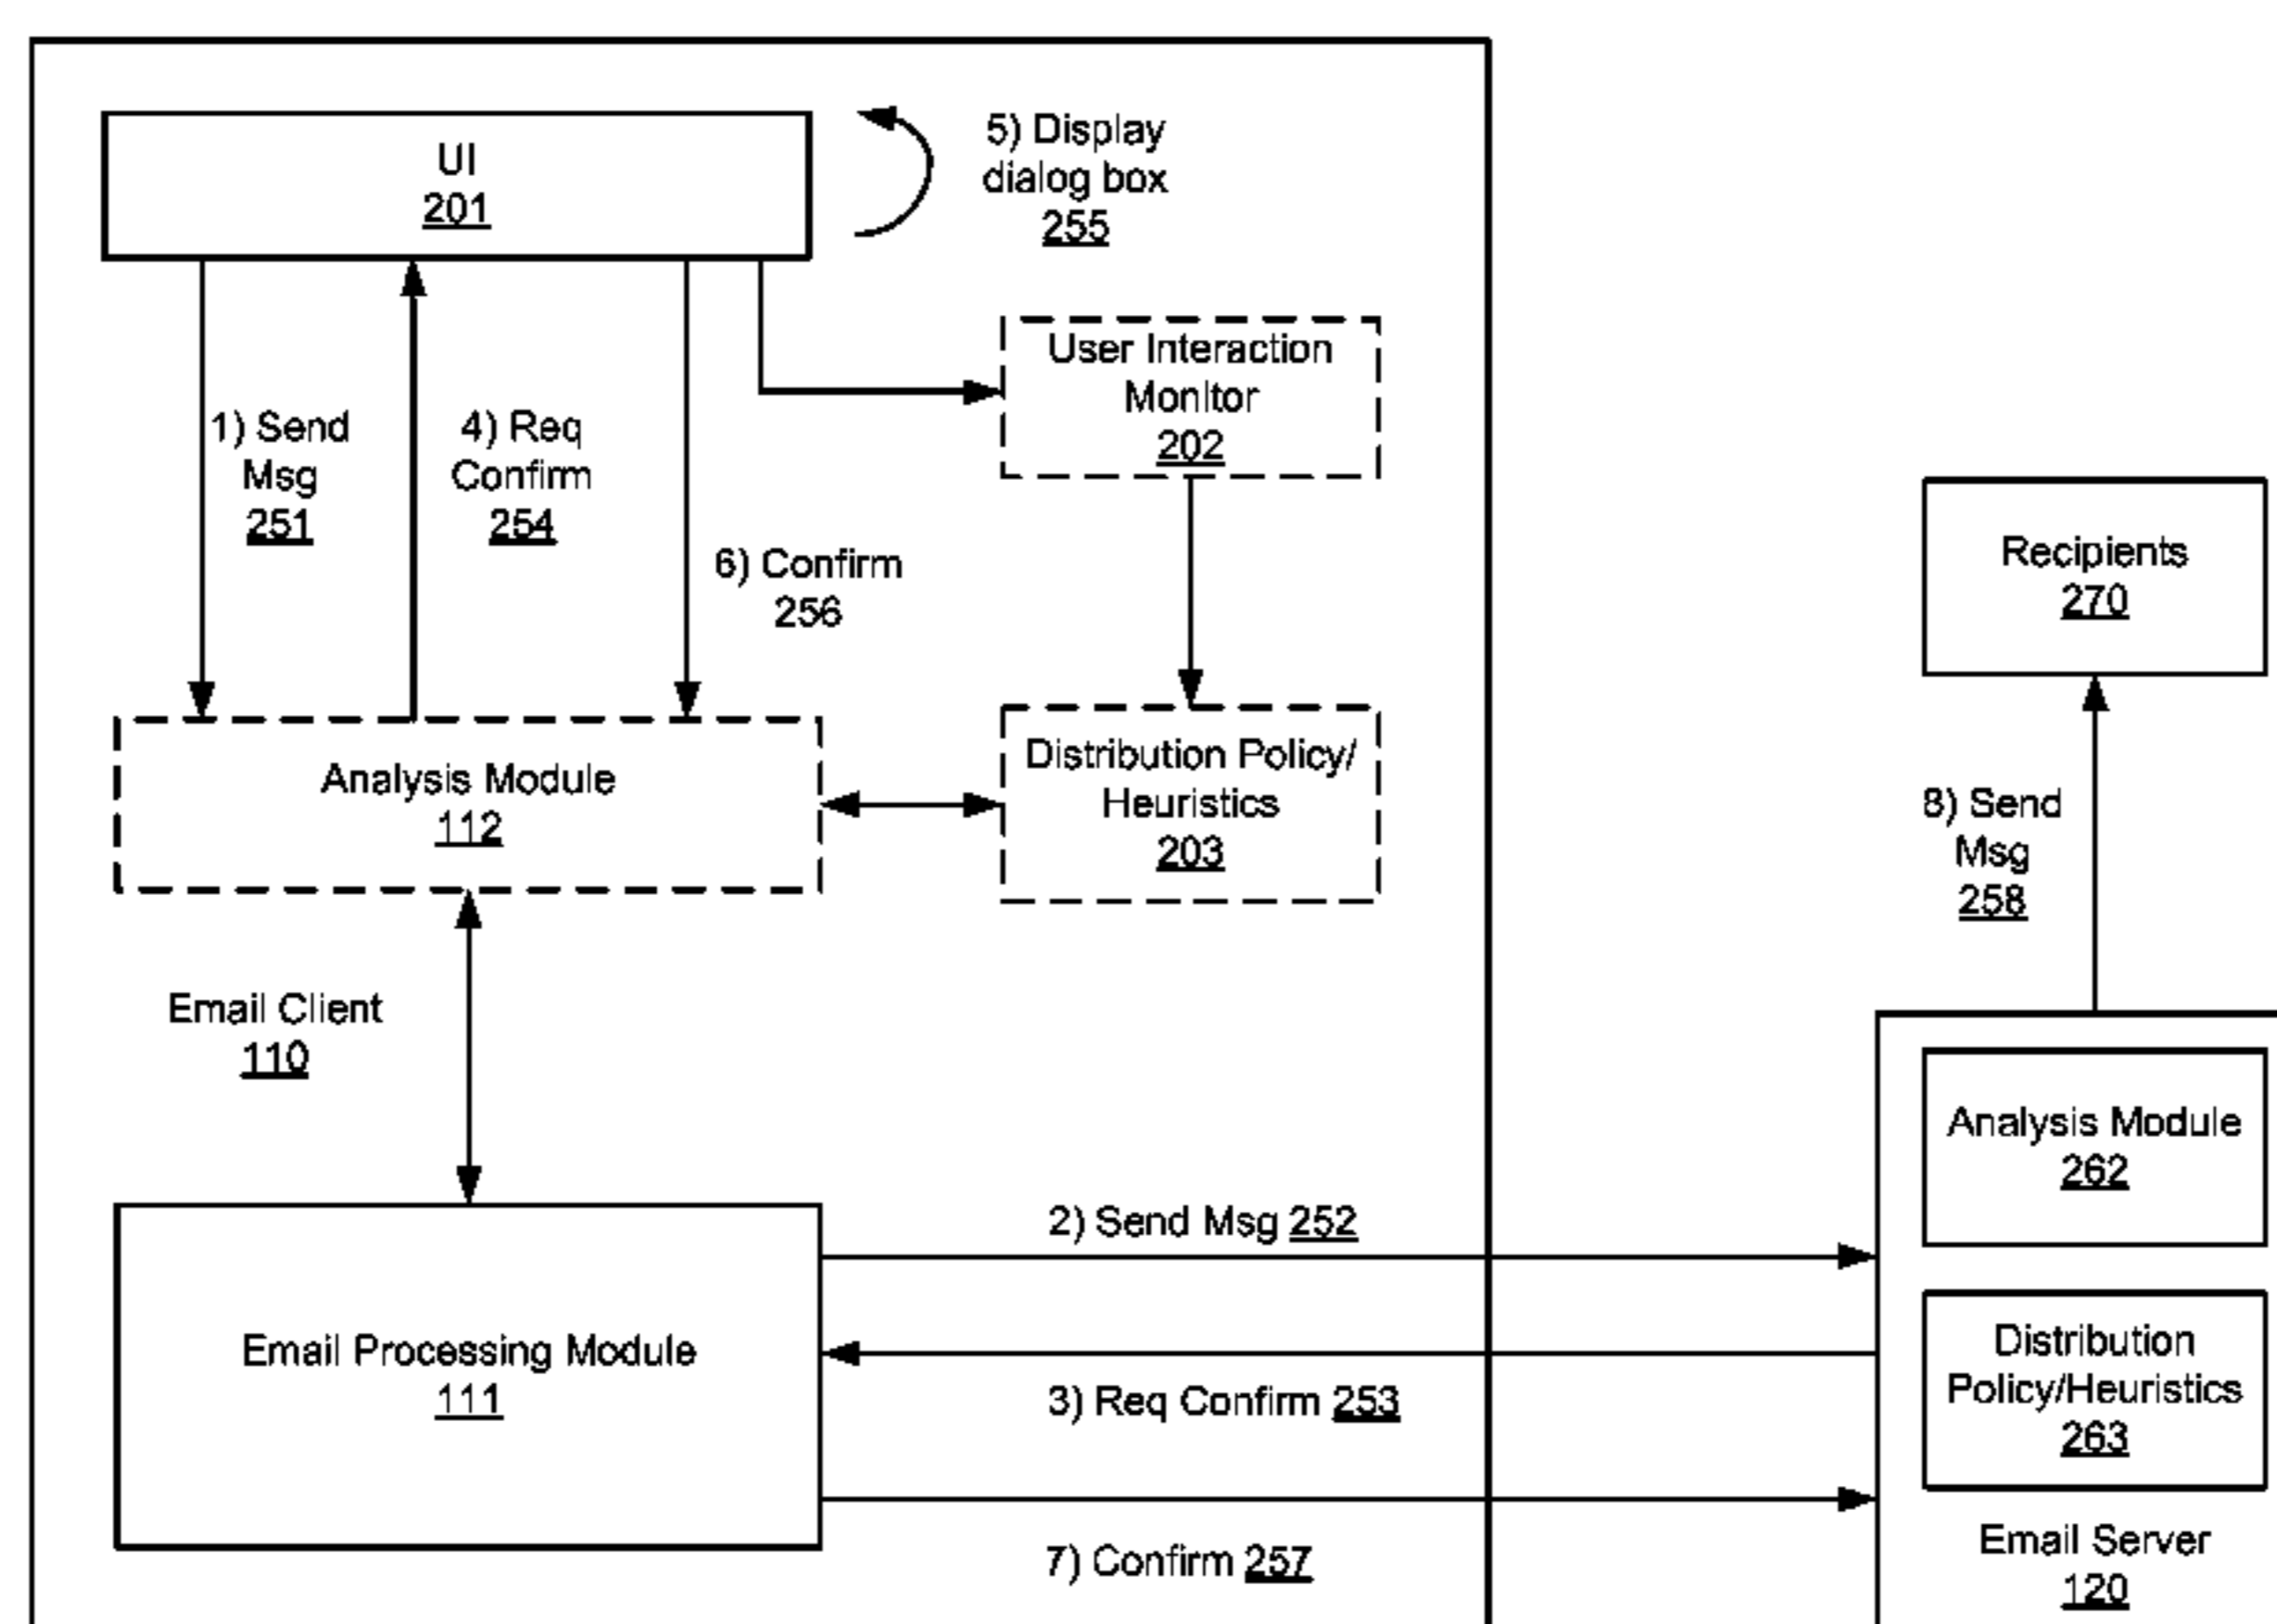 UI
201
5) Display
dialog box
255
User Interaction
Monitor
202
1) Send
Msg
251
4) Req
Confirm
254
6) Confirm
256
Recipients
270
Analysis Module
112
Distribution Policy/
Heuristics
203
8) Send
Msg
258
Email Client
110
Analysis Module
262
Email Processing Module
111
2) Send Msg 252
3) Req Confirm 253
7) Confirm 257
Distribution
Policy/Heuristics
263
Email Server
120